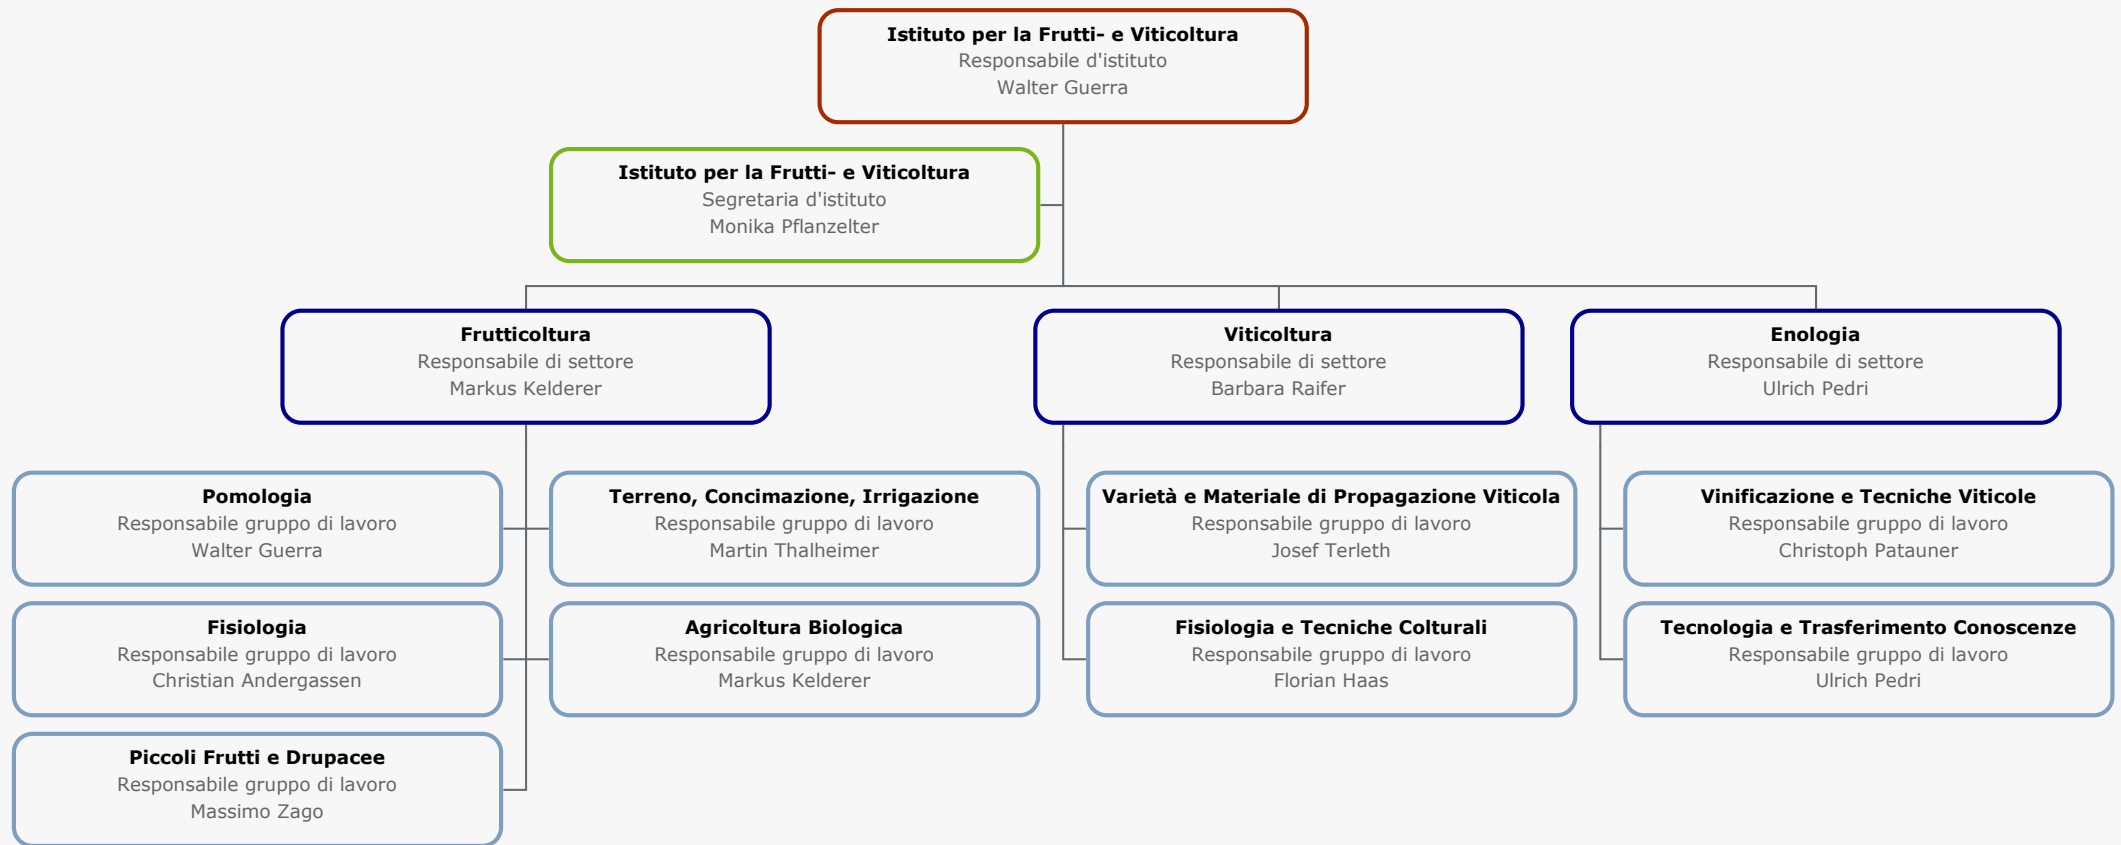 Istituto per la Frutti- e Viticoltura
Responsabile d'istituto
Walter Guerra
Istituto per la Frutti- e Viticoltura
Segretaria d'istituto
Monika Pflanzelter
Frutticoltura
Responsabile di settore
Markus Kelderer
Viticoltura
Responsabile di settore
Barbara Raifer
Enologia
Responsabile di settore
Ulrich Pedri
Pomologia
Responsabile gruppo di lavoro
Walter Guerra
Terreno, Concimazione, Irrigazione
Responsabile gruppo di lavoro
Martin Thalheimer
Varietà e Materiale di Propagazione Viticola
Responsabile gruppo di lavoro
Josef Terleth
Vinificazione e Tecniche Viticole
Responsabile gruppo di lavoro
Christoph Patauner
Fisiologia
Responsabile gruppo di lavoro
Christian Andergassen
Agricoltura Biologica
Responsabile gruppo di lavoro
Markus Kelderer
Fisiologia e Tecniche Colturali
Responsabile gruppo di lavoro
Florian Haas
Tecnologia e Trasferimento Conoscenze
Responsabile gruppo di lavoro
Ulrich Pedri
Piccoli Frutti e Drupacee
Responsabile gruppo di lavoro
Massimo Zago